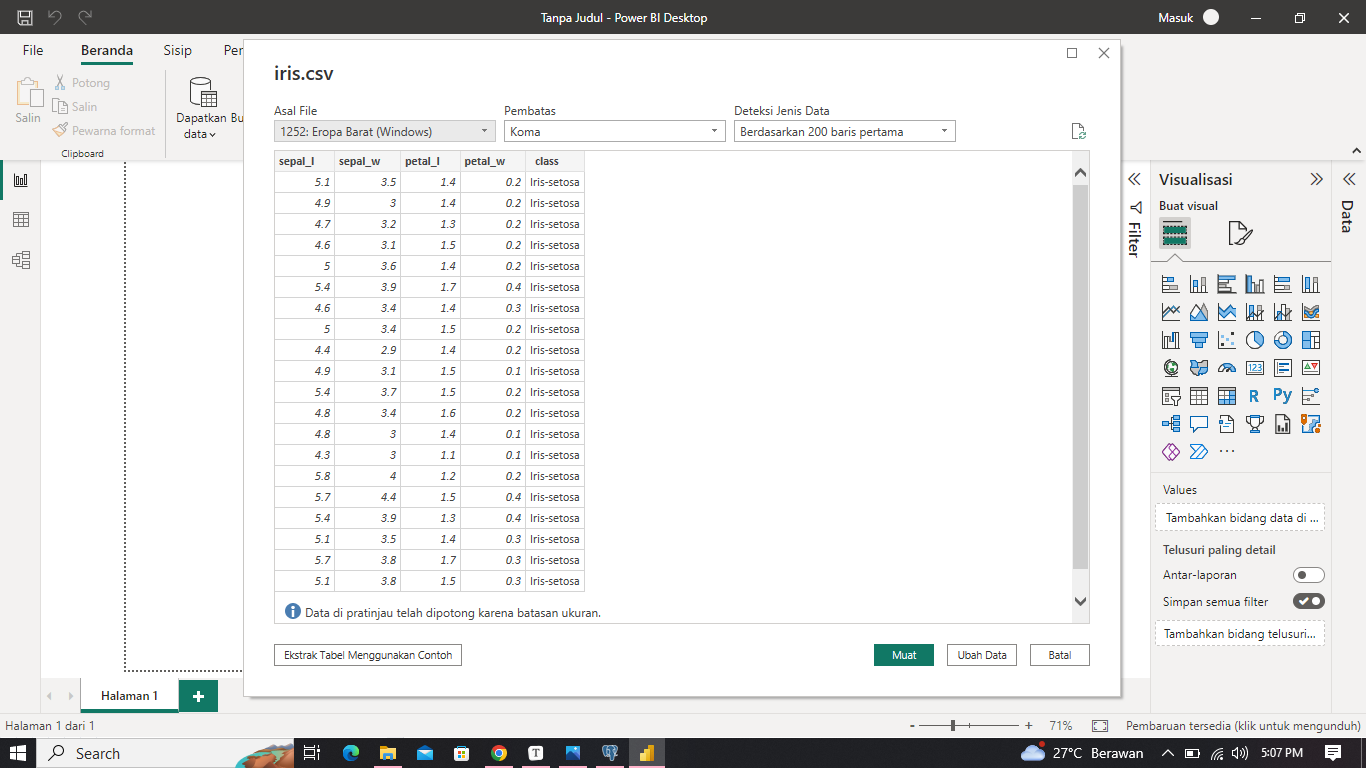 Tanpa Judul - Power BI Desktop
Masuk
File Beranda Sisip Per
Salin
Potong
Salin
Pewarna format
Clipboard
Dapatkan Bu
data
iris.csv
Asal File Pembatas Deteksi Jenis Data
1252: Eropa Barat (Windows) Koma Berdasarkan 200 baris pertama
sepal_l sepal_w petal_l petal_w class
5.1 3.5 1.4 0.2 Iris-setosa
4.9 3 1.4 0.2 Iris-setosa
4.7 3.2 1.3 0.2 Iris-setosa
4.6 3.1 1.5 0.2 Iris-setosa
5 3.6 1.4 0.2 Iris-setosa
5.4 3.9 1.7 0.4 Iris-setosa
4.6 3.4 1.4 0.3 Iris-setosa
5 3.4 1.5 0.2 Iris-setosa
4.4 2.9 1.4 0.2 Iris-setosa
4.9 3.1 1.5 0.1 Iris-setosa
5.4 3.7 1.5 0.2 Iris-setosa
4.8 3.4 1.6 0.2 Iris-setosa
4.8 3 1.4 0.1 Iris-setosa
4.3 3 1.1 0.1 Iris-setosa
5.8 4 1.2 0.2 Iris-setosa
5.7 4.4 1.5 0.4 Iris-setosa
5.4 3.9 1.3 0.4 Iris-setosa
5.1 3.5 1.4 0.3 Iris-setosa
5.7 3.8 1.7 0.3 Iris-setosa
5.1 3.8 1.5 0.3 Iris-setosa
Data di pratinjau telah dipotong karena batasan ukuran.
Ekstrak Tabel Menggunakan Contoh Muat Ubah Data Batal
Filter
Visualisasi
Buat visual
123
R Py
Values
Tambahkan bidang data di ...
Telusuri paling detail
Antar-laporan
Simpan semua filter
Tambahkan bidang telusuri...
Data
Halaman 1
Halaman 1 dari 1
71%
Pembaruan tersedia (klik untuk mengunduh)
Search
T
27°C Berawan
5:07 PM